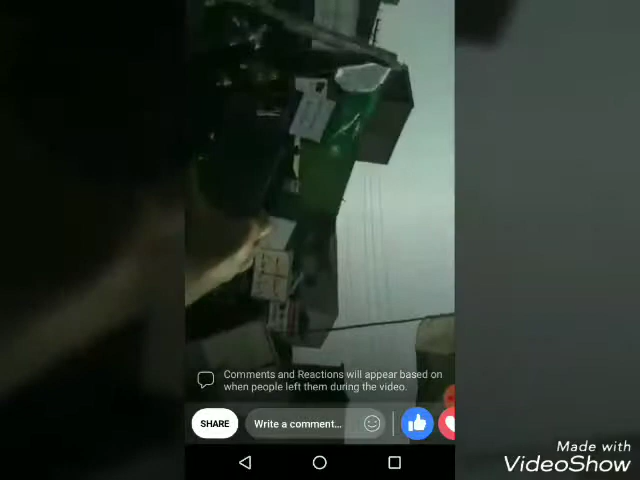 Comments and Reactions will appear based on
when people left them during the video.
SHARE
Write a comment...
Made with
VideoShow